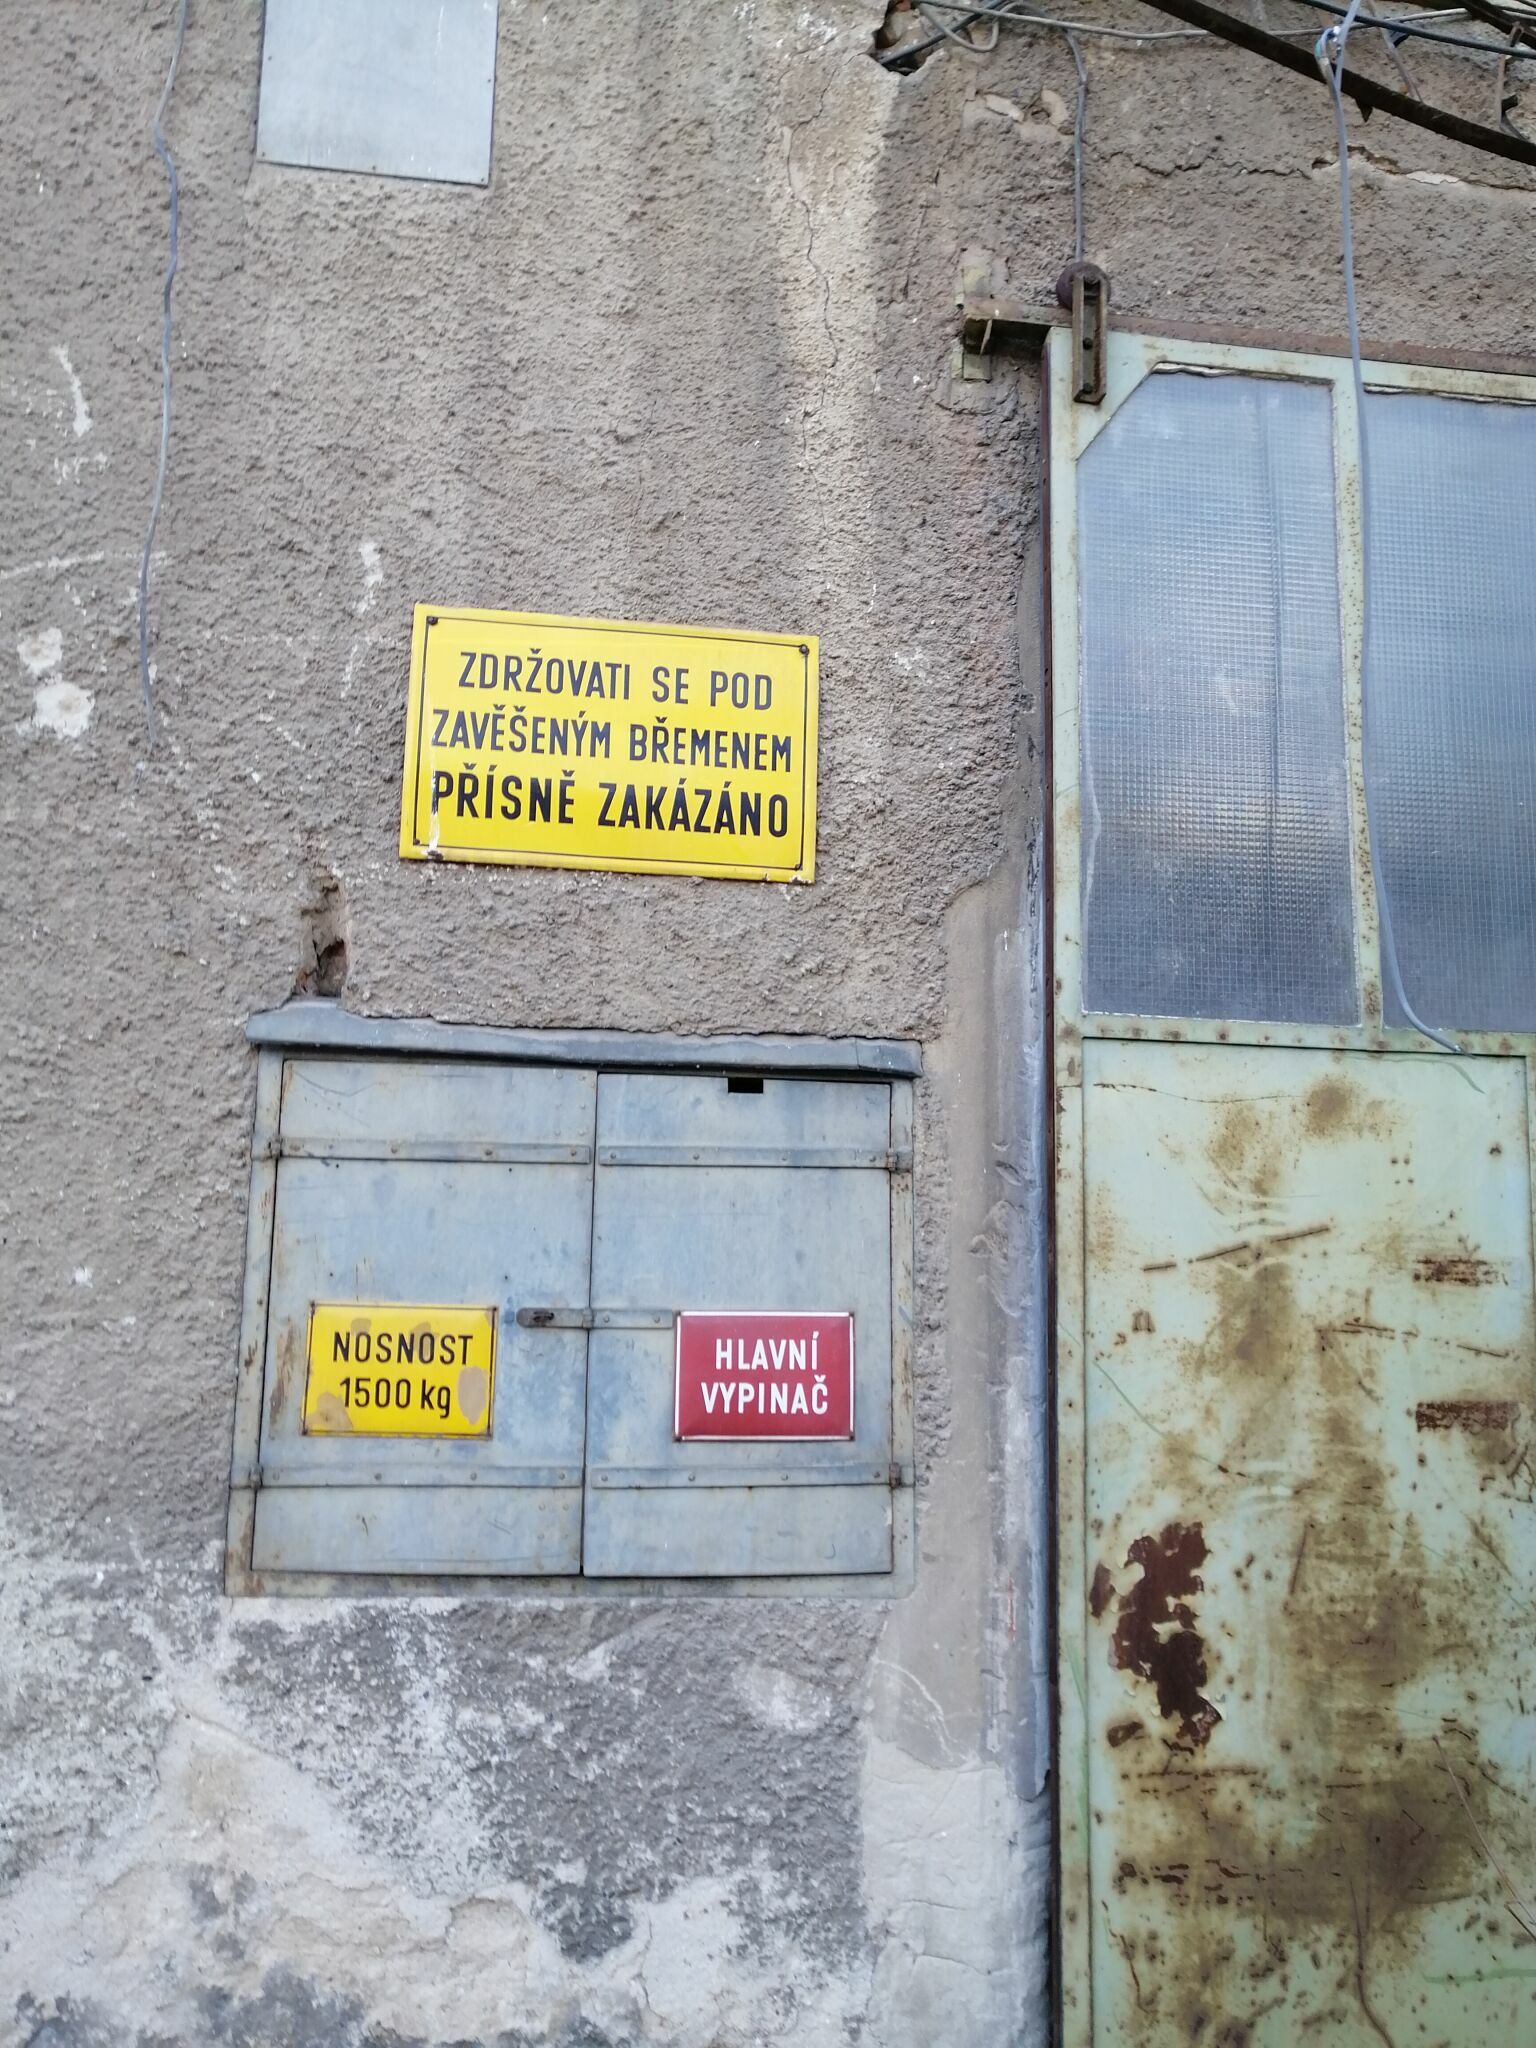 ZDRŽOVATI SE POD
ZAVĚŠENÝM BŘEMENEM
PŘÍSNĚ ZAKÁZÁNO
NOSNOST
1500 kg
HLAVNÍ
VYPINAČ